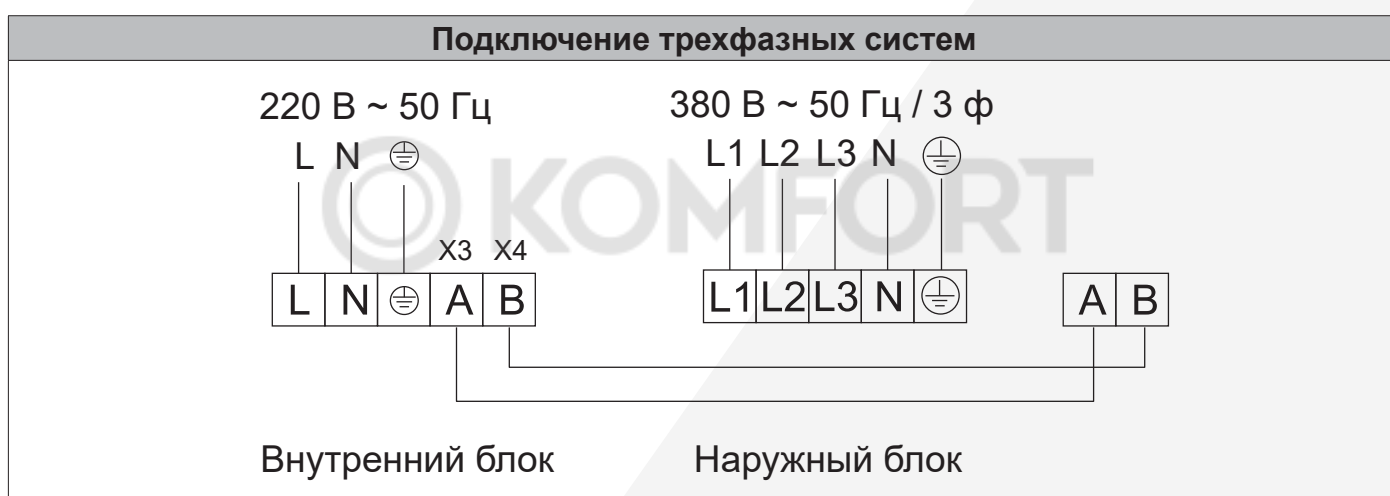 Подключение трехфазных систем
220 В ~ 50 Гц
380 В ~ 50 Гц / 3 ф
L N
L1 L2 L3 N
KOMFORT
X3 X4
L N A B
L1 L2 L3 N
A B
Внутренний блок
Наружный блок